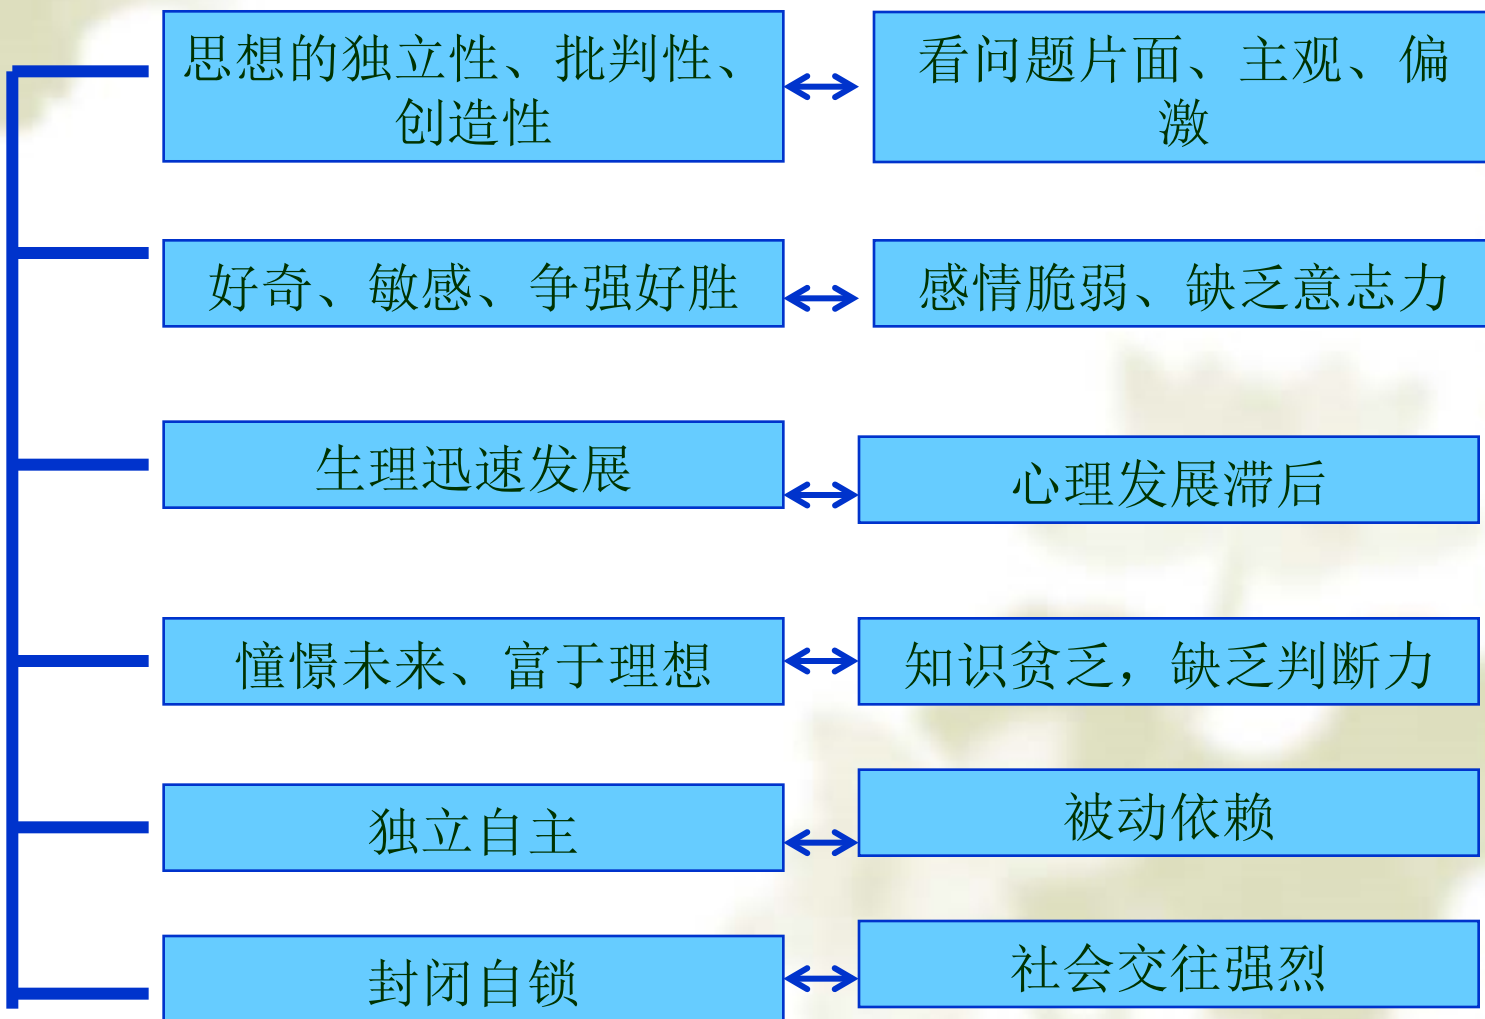 思想的独立性、批判性、
创造性
看问题片面、主观、偏
激
好奇、敏感、争强好胜
感情脆弱、缺乏意志力
生理迅速发展
心理发展滞后
憧憬未来、富于理想
知识贫乏，缺乏判断力
独立自主
被动依赖
封闭自锁
社会交往强烈